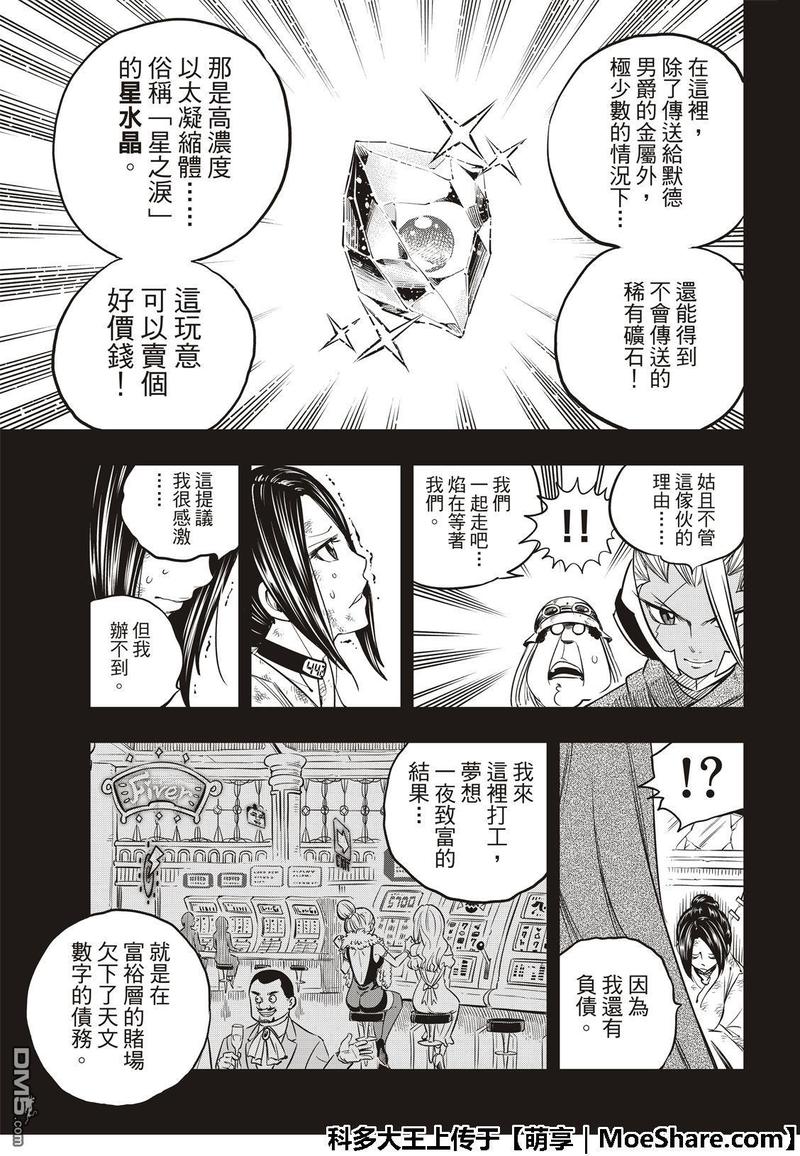 在這裡，
除了傳送給默德
男爵的金屬外，
極少數的情況下…
還能得到
不會傳送的
稀有礦石！
那是高濃度
以太凝縮體……
俗稱「星之淚」
的星水晶。
這玩意
可以賣個
好價錢！
姑且不管
這傢伙的
理由…
!!
我們
一起走吧…
焰在等著
我們。
443
這提議
我很感激
……
但我
辦不到。
!?
因為
我還有
負債。
我來
這裡打工，
夢想
一夜致富的
結果…
Fiver
5700
就是在
富裕層的賭場
欠下了天文
數字的債務。
DM5.com
科多大王上传于【萌享/MoeShare.com】